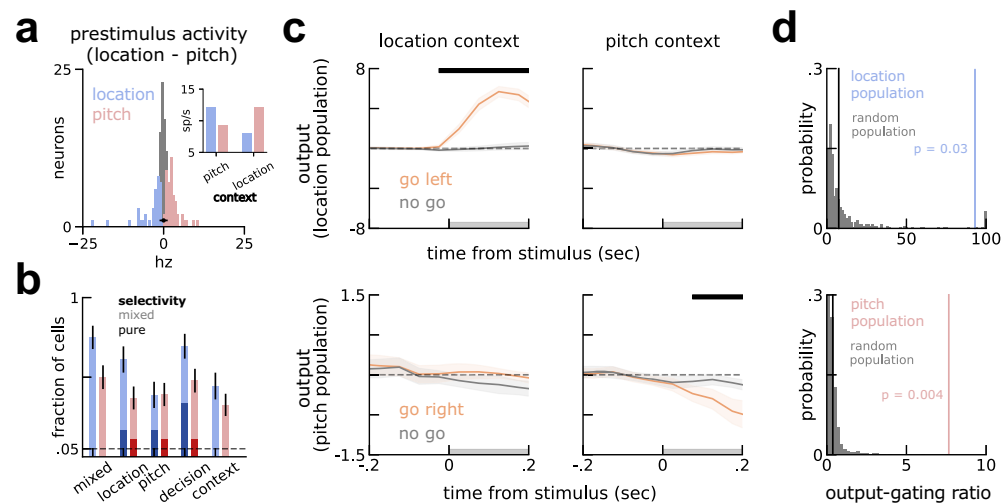 a
prestimulus activity
(location - pitch)
25
neurons
0
−25
0
25
hz
location
pitch
15
sp/s
5
pitch
location
context
b
1
fraction of cells
.05
selectivity
mixed
pure
mixed
location
pitch
decision
context
c
location context
pitch context
8
output
(location population)
-8
go left
no go
time from stimulus (sec)
1.5
output
(pitch population)
-1.5
go right
no go
-.2
0
.2
-.2
0
.2
time from stimulus (sec)
d
.3
probability
0
location
population
random
population
p = 0.03
0
50
100
.3
probability
0
pitch
population
random
population
p = 0.004
0
5
10
output-gating ratio